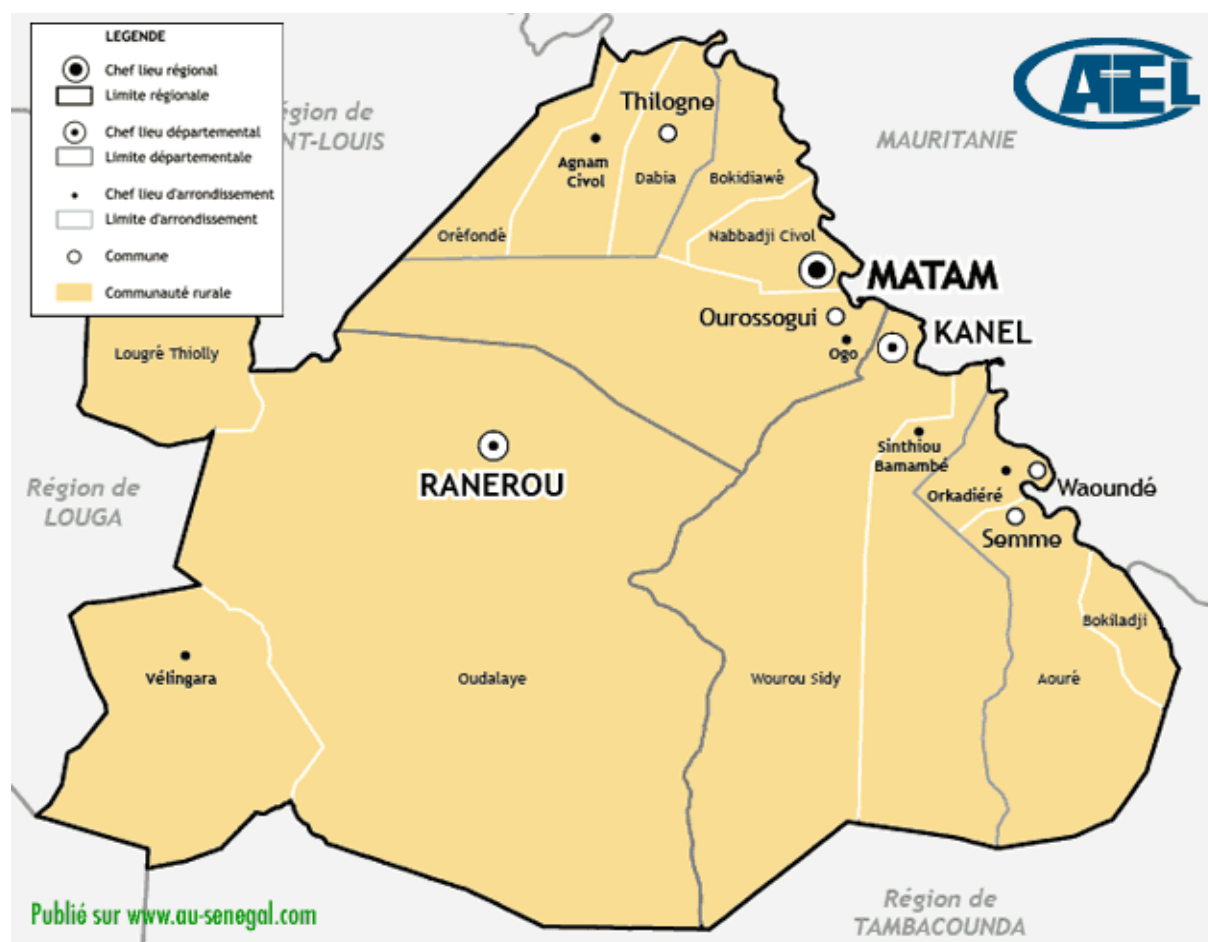 LEGENDE
Chef lieu régional
Limite régionale
Chef lieu départemental
Limite départementale
Chef lieu d'arrondissement
Limite d'arrondissement
Commune
Communauté rurale
égion de
NT-LOUIS
MAURITANIE
Thilogne
Agnam
Civol
Dabia
Bokidiawé
Oréfondé
Nabbadji Civol
MATAM
Ourossogui
Ogo
KANEL
Lougré Thiolly
RANEROU
Sinthiou
Bamambé
Orkadiéré
Waoundé
Semme
Région de
LOUGA
Bokiladji
Vélingara
Oudalaye
Wourou Sidy
Aouré
Publié sur www.au-senegal.com
Région de
TAMBACOUNDA